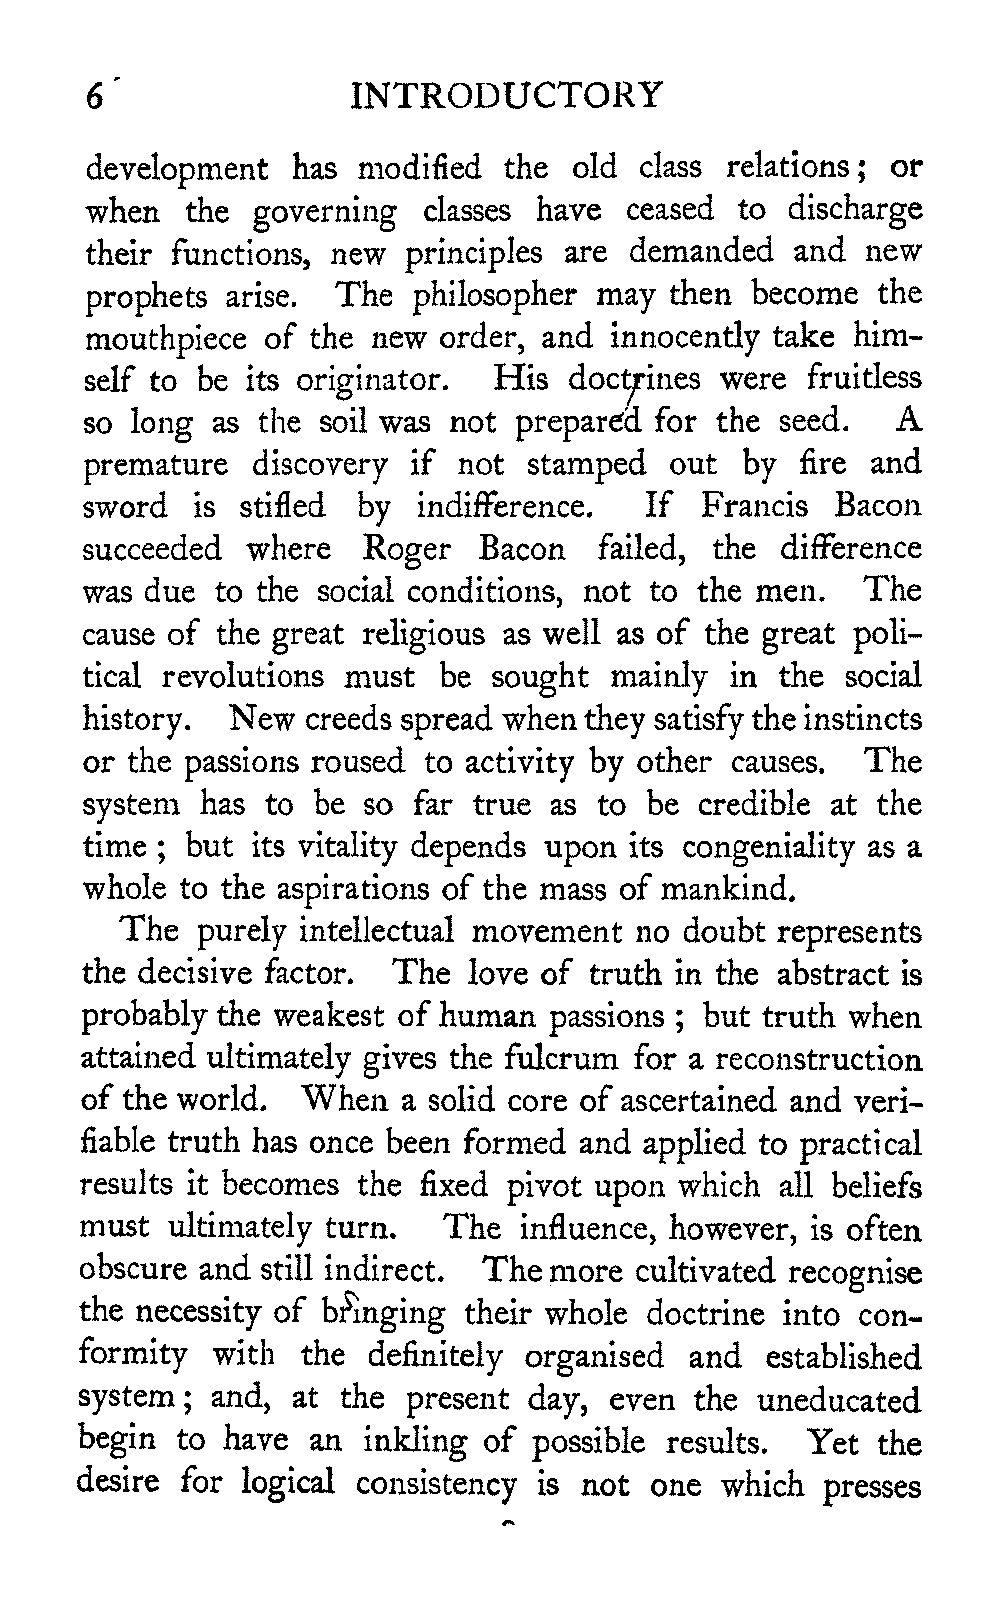 6 INTRODUCTORY
development has modified the old class relations; or
when the governing classes have ceased to discharge
their functions, new principles are demanded and new
prophets arise. The philosopher may then become the
mouthpiece of the new order, and innocently take him-
self to be its originator. His doctrines were fruitless
so long as the soil was not prepared for the seed. A
premature discovery if not stamped out by fire and
sword is stifled by indifference. If Francis Bacon
succeeded where Roger Bacon failed, the difference
was due to the social conditions, not to the men. The
cause of the great religious as well as of the great poli-
tical revolutions must be sought mainly in the social
history. New creeds spread when they satisfy the instincts
or the passions roused to activity by other causes. The
system has to be so far true as to be credible at the
time; but its vitality depends upon its congeniality as a
whole to the aspirations of the mass of mankind.
The purely intellectual movement no doubt represents
the decisive factor. The love of truth in the abstract is
probably the weakest of human passions; but truth when
attained ultimately gives the fulcrum for a reconstruction
of the world. When a solid core of ascertained and veri-
fiable truth has once been formed and applied to practical
results it becomes the fixed pivot upon which all beliefs
must ultimately turn. The influence, however, is often
obscure and still indirect. The more cultivated recognise
the necessity of bringing their whole doctrine into con-
formity with the definitely organised and established
system; and, at the present day, even the uneducated
begin to have an inkling of possible results. Yet the
desire for logical consistency is not one which presses